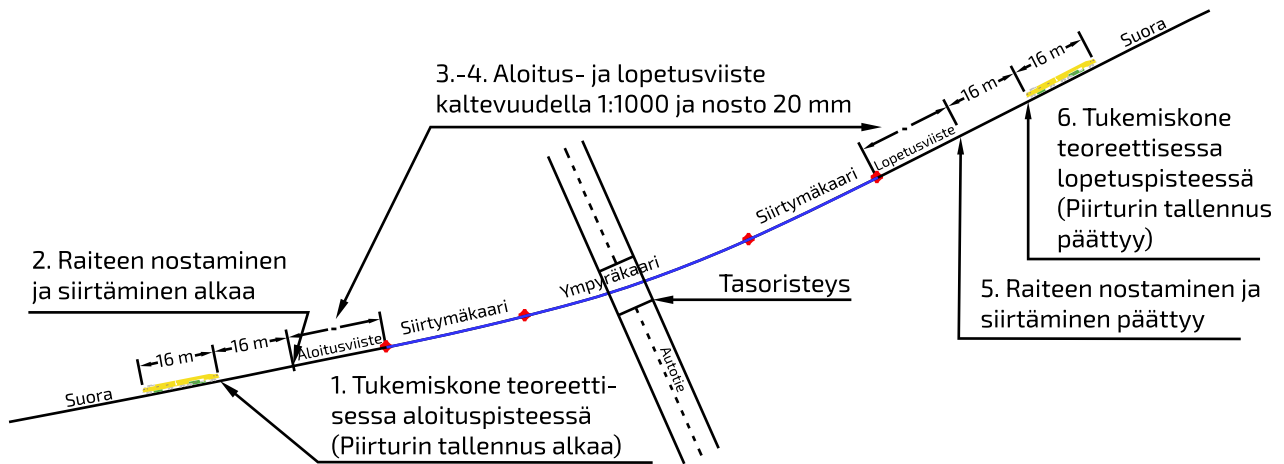 3.-4. Aloitus- ja lopetusviiste
kaltevuudella 1:1000 ja nosto 20 mm
Suora
16 m
16 m
Lopetusviiste
6. Tukemiskone
teoreettisessa
lopetuspisteessä
(Piirturin tallennus
päättyy)
Siirtymäkaari
2. Raiteen nostaminen
ja siirtäminen alkaa
Ympyräkaari
Tasoristeys
5. Raiteen nostaminen ja
siirtäminen päättyy
Siirtymäkaari
16 m
16 m
Aloitusviiste
Autotie
Suora
1. Tukemiskone teoreetti-
sessa aloituspisteessä
(Piirturin tallennus alkaa)